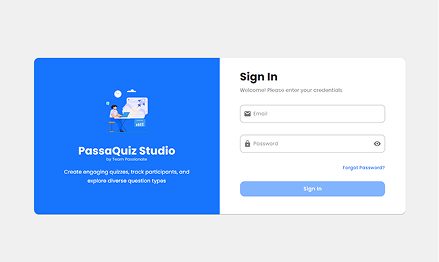 PassaQuiz Studio
by Team Passionate
Create engaging quizzes, track participants, and
explore diverse question types
Sign In
Welcome! Please enter your credentials
Email
Password
Forgot Password?
Sign In